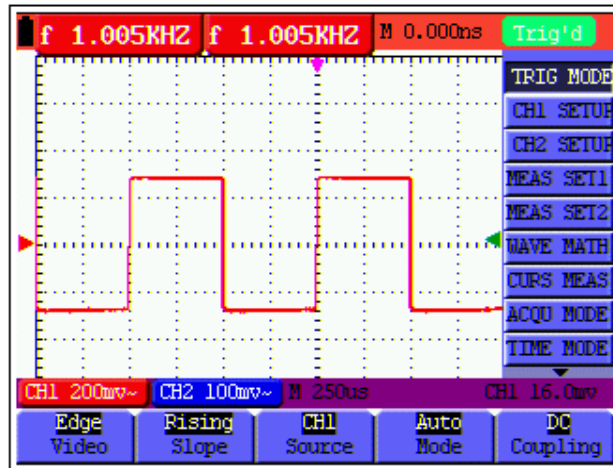 f 1.005KHZ f 1.005KHZ M 0.000ns Trig'd
TRIG MODE
CH1 SETUP
CH2 SETUP
MEAS SET1
MEAS SET2
WAVE MATH
CURS MEAS
ACQU MODE
TIME MODE
CH1 200mv~ CH2 100mv~ M 250us CH1 16.0mv
Edge Rising CH1 Auto DC
Video Slope Source Mode Coupling